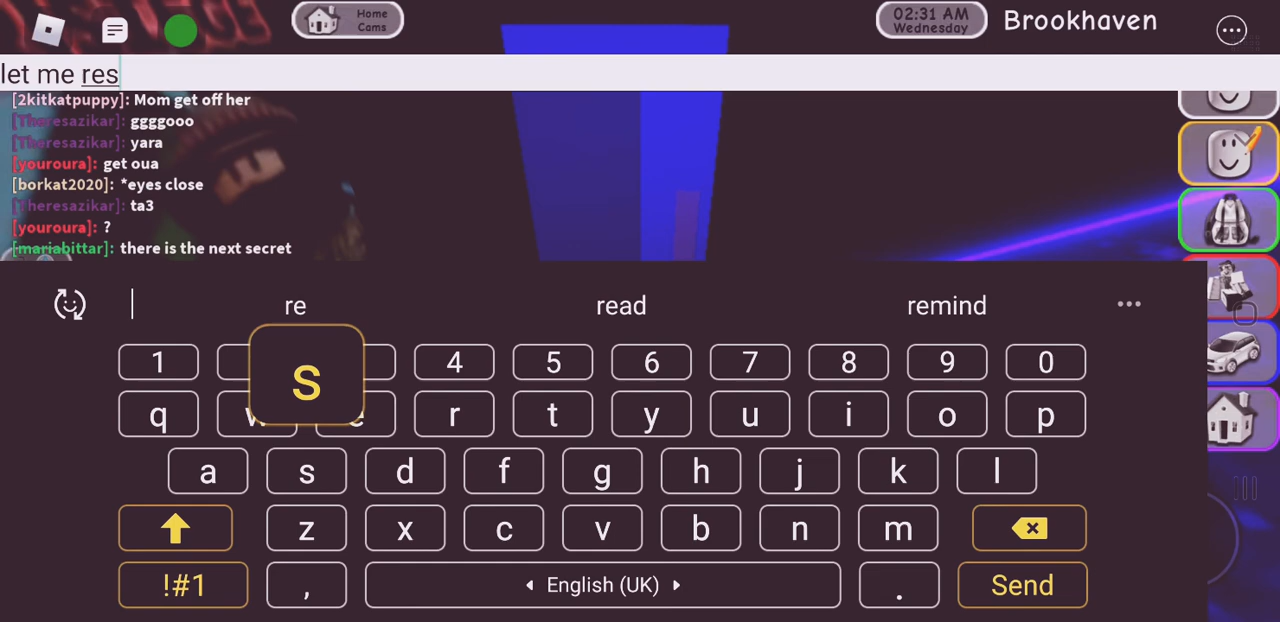 Home
Cams
02:31 AM
Wednesday
Brookhaven
let me res
[2kitkatpuppy]: Mom get off her
[Theresazikar]: ggggooo
[Theresazikar]: yara
[youroura]: get oua
[borkat2020]: *eyes close
[Theresazikar]: ta3
[youroura]: ?
[mariabittar]: there is the next secret
re read remind
1 4 5 6 7 8 9 0
s
q w e r t y u i o p
a s d f g h j k l
z x c v b n m
!#1 , English (UK) . Send